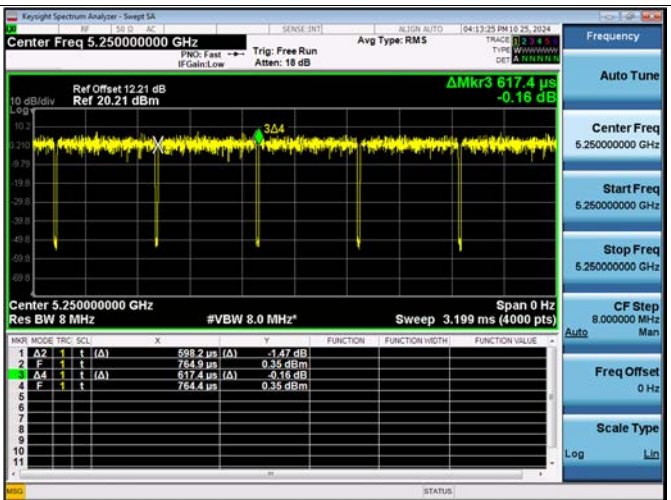 Keysight Spectrum Analyzer - Swept SA
RF 50 Ω AC SENSE:INT ALIGN AUTO 04:13:25 PM 10 25, 2024
Center Freq 5.250000000 GHz
PNO: Fast
IFGain:Low
Trig: Free Run
Atten: 18 dB
Avg Type: RMS
TRACE 1 2 3 4 5 6
TYPE WWWWWW
DET A N N N N N
ΔMkr3 617.4 µs
-0.16 dB
Ref Offset 12.21 dB
10 dB/div Ref 20.21 dBm
Log
10.2
0.210
-9.79
-19.8
-29.8
-39.8
-49.8
-59.8
-69.8
3Δ4
Center 5.250000000 GHz Span 0 Hz
Res BW 8 MHz #VBW 8.0 MHz* Sweep 3.199 ms (4000 pts)
MKR MODE TRC SCL X Y FUNCTION FUNCTION WIDTH FUNCTION VALUE
1 Δ2 1 t (Δ) 598.2 µs (Δ) -1.47 dB
2 F 1 t 764.9 µs 0.35 dBm
3 Δ4 1 t (Δ) 617.4 µs (Δ) -0.16 dB
4 F 1 t 764.4 µs 0.35 dBm
5
6
7
8
9
10
11
MSG STATUS
Frequency
Auto Tune
Center Freq
5.250000000 GHz
Start Freq
5.250000000 GHz
Stop Freq
5.250000000 GHz
CF Step
8.000000 MHz
Auto Man
Freq Offset
0 Hz
Scale Type
Log Lin